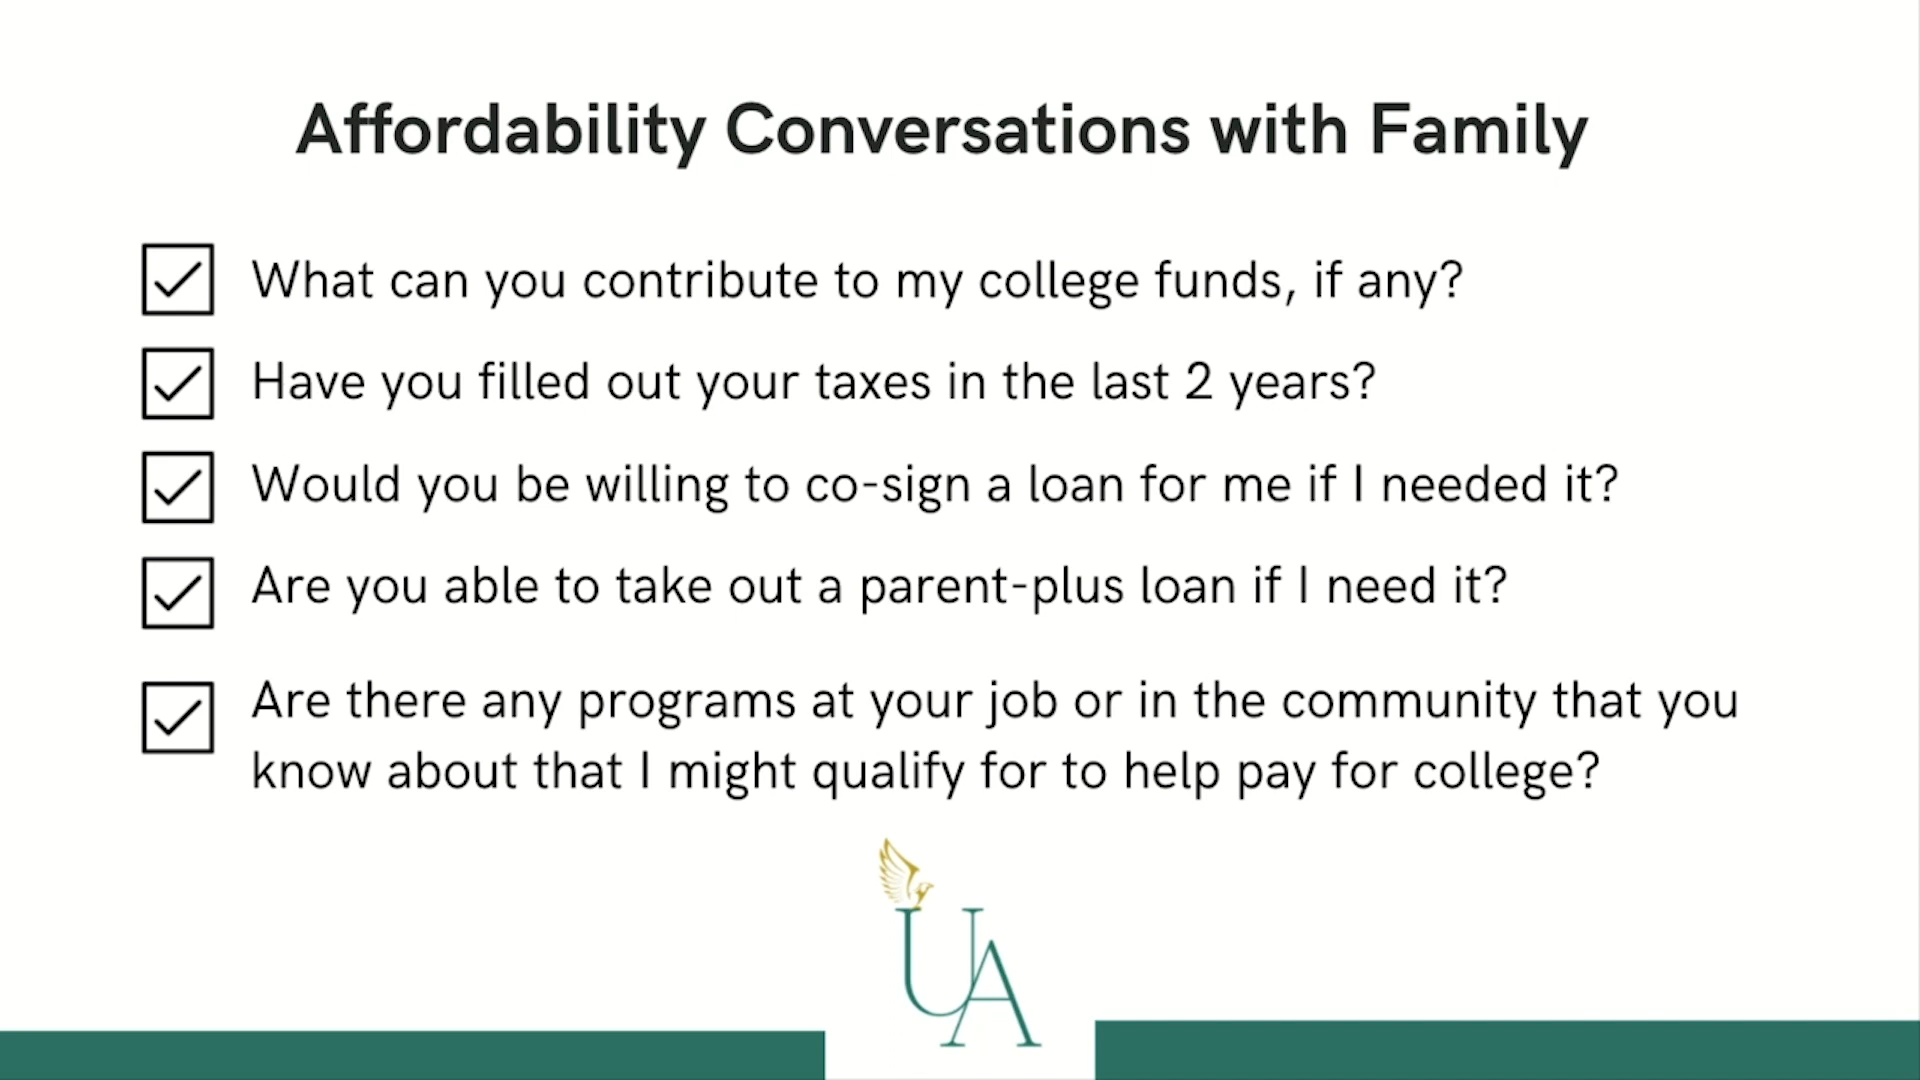 Affordability Conversations with Family
What can you contribute to my college funds, if any?
Have you filled out your taxes in the last 2 years?
Would you be willing to co-sign a loan for me if I needed it?
Are you able to take out a parent-plus loan if I need it?
Are there any programs at your job or in the community that you
know about that I might qualify for to help pay for college?
UA